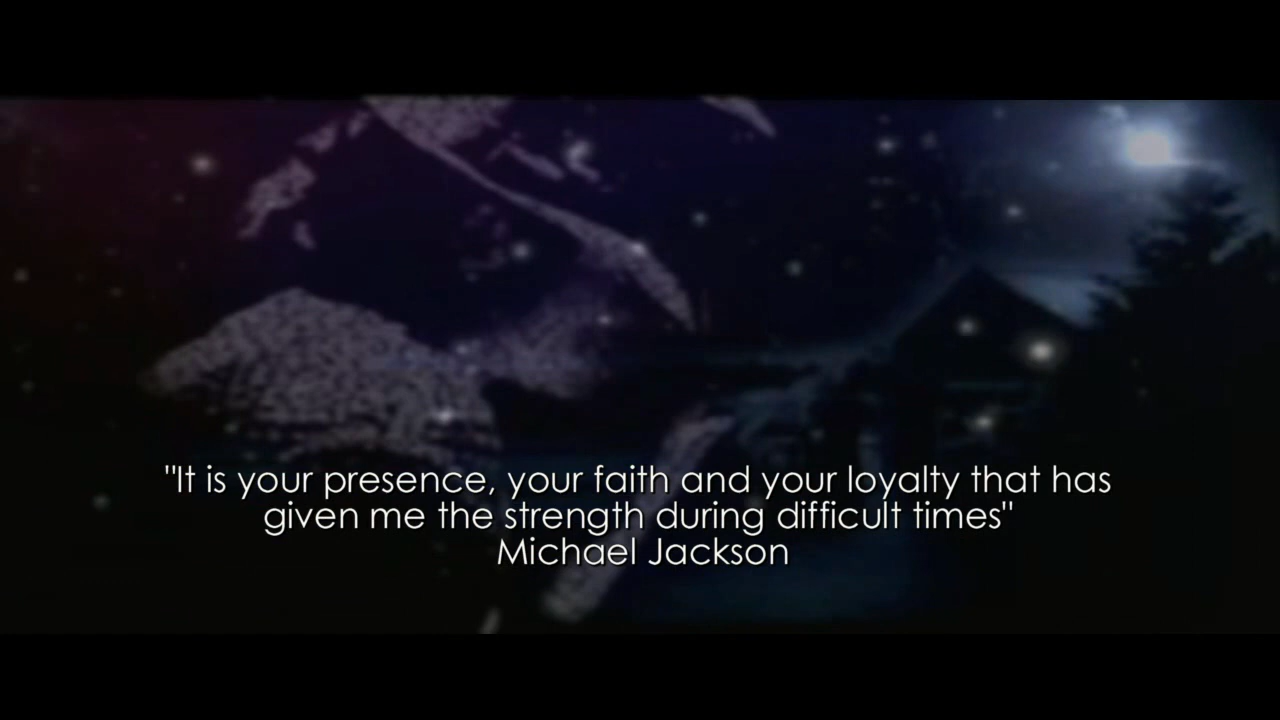 "It is your presence, your faith and your loyalty that has
given me the strength during difficult times"
Michael Jackson